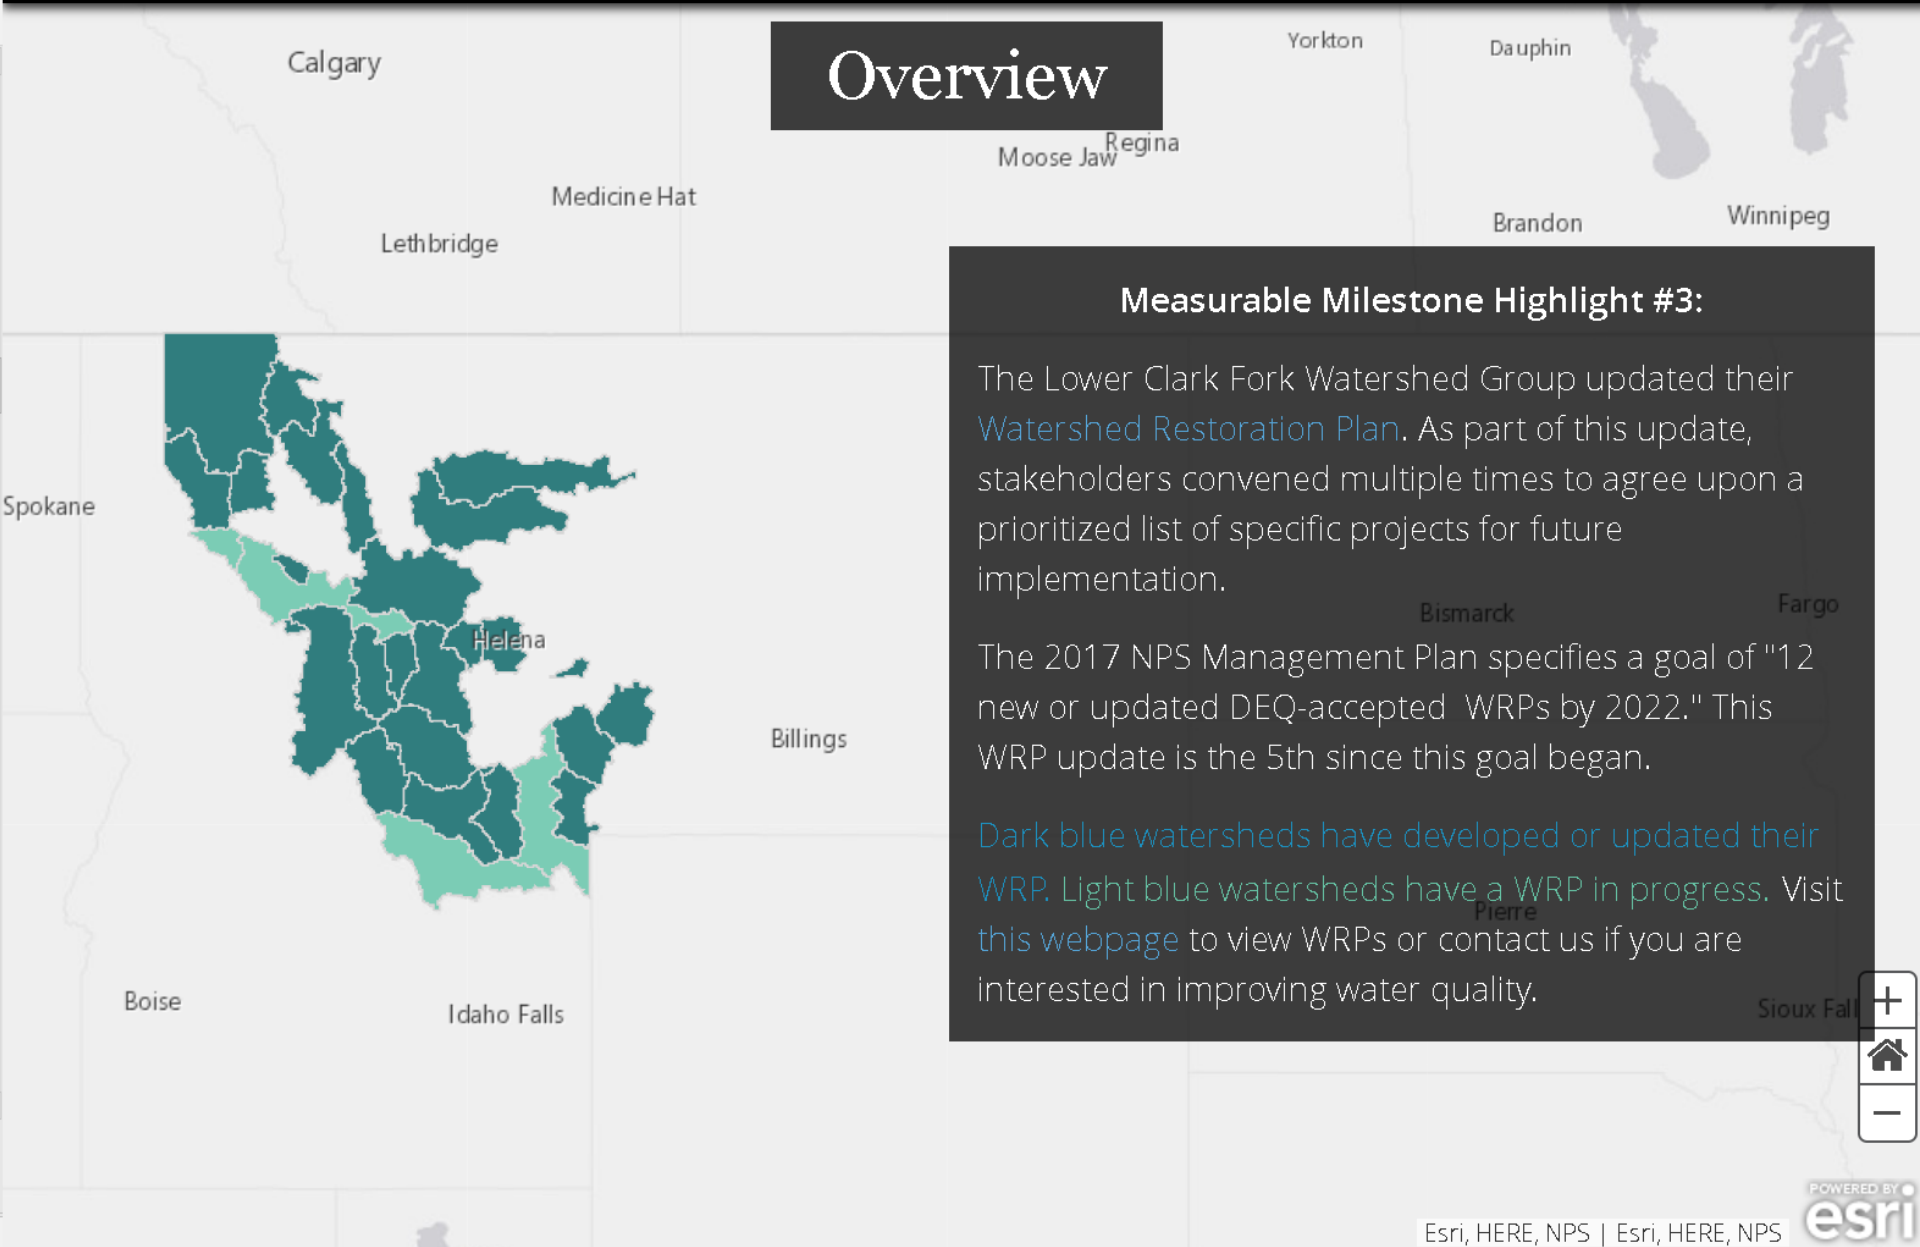 Overview
Calgary
Yorkton
Dauphin
Regina
Moose Jaw
Medicine Hat
Lethbridge
Brandon
Winnipeg
Measurable Milestone Highlight #3:
The Lower Clark Fork Watershed Group updated their
Watershed Restoration Plan. As part of this update,
stakeholders convened multiple times to agree upon a
prioritized list of specific projects for future
implementation.
The 2017 NPS Management Plan specifies a goal of "12
new or updated DEQ-accepted  WRPs by 2022." This
WRP update is the 5th since this goal began.
Dark blue watersheds have developed or updated their
WRP. Light blue watersheds have a WRP in progress. Visit
this webpage to view WRPs or contact us if you are
interested in improving water quality.
Spokane
Helena
Billings
Bismarck
Fargo
Pierre
Boise
Idaho Falls
Sioux Fall
+
−
POWERED BY
esri
Esri, HERE, NPS | Esri, HERE, NPS